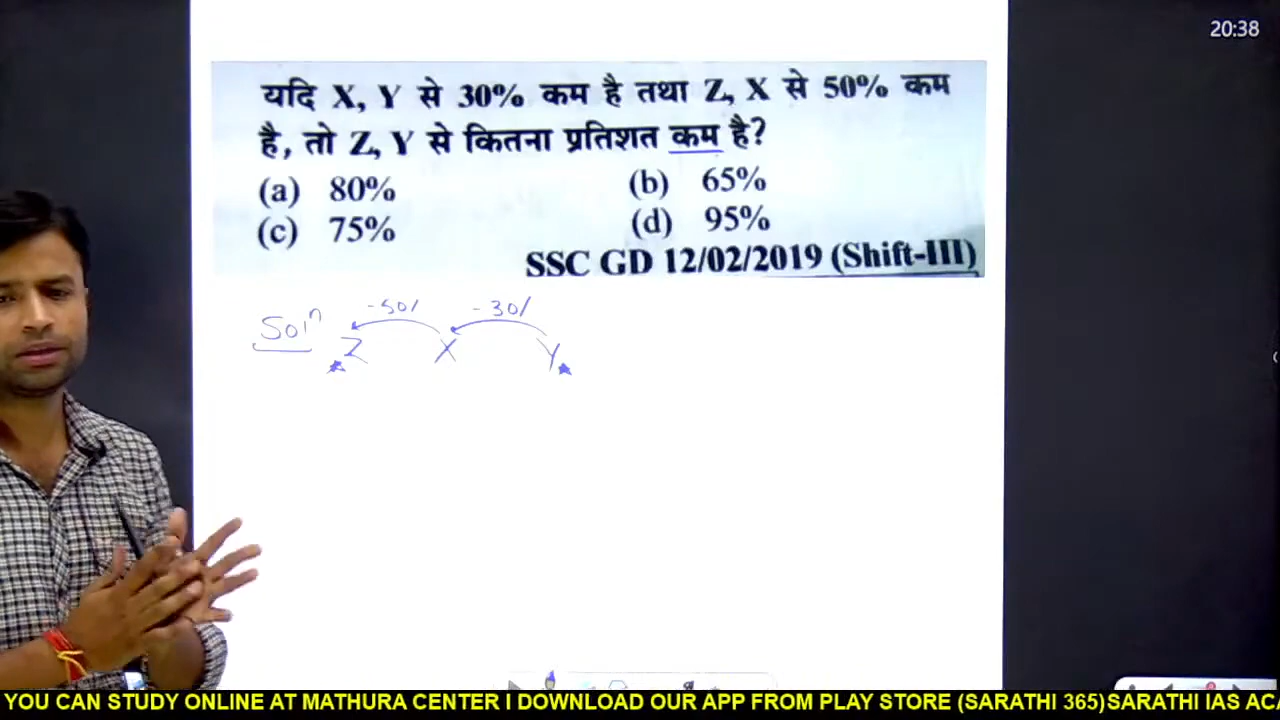 20:38
यदि X, Y से 30% कम है तथा Z, X से 50% कम
है, तो Z, Y से कितना प्रतिशत कम है?
(a) 80% (b) 65%
(c) 75% (d) 95%
SSC GD 12/02/2019 (Shift-III)
-50% -30%
Solⁿ Z X Y
YOU CAN STUDY ONLINE AT MATHURA CENTER I DOWNLOAD OUR APP FROM PLAY STORE (SARATHI 365)SARATHI IAS ACA